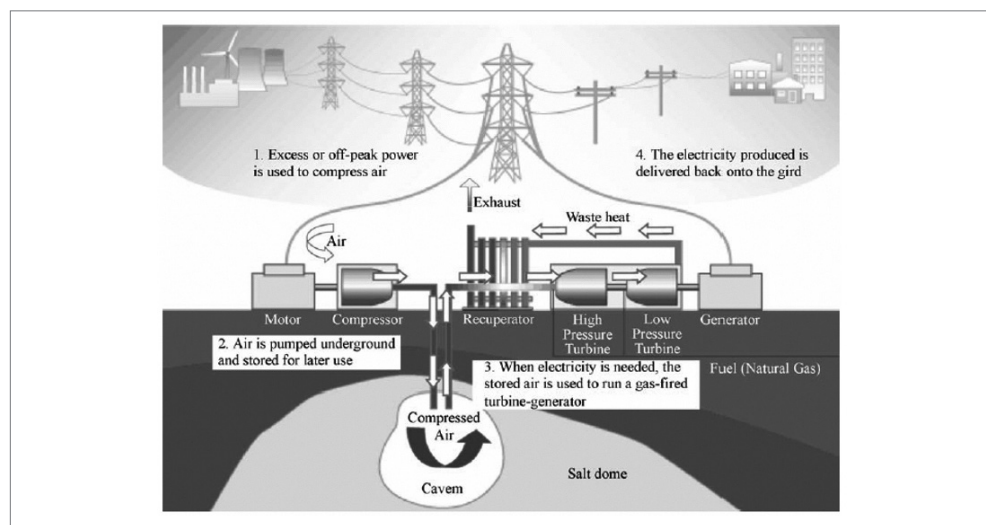 1. Excess or off-peak power
is used to compress air
4. The electricity produced is
delivered back onto the gird
Exhaust
Waste heat
Air
Motor
Compressor
Recuperator
High
Pressure
Turbine
Low
Pressure
Turbine
Generator
2. Air is pumped underground
and stored for later use
Fuel (Natural Gas)
3. When electricity is needed, the
stored air is used to run a gas-fired
turbine-generator
Compressed
Air
Cavem
Salt dome